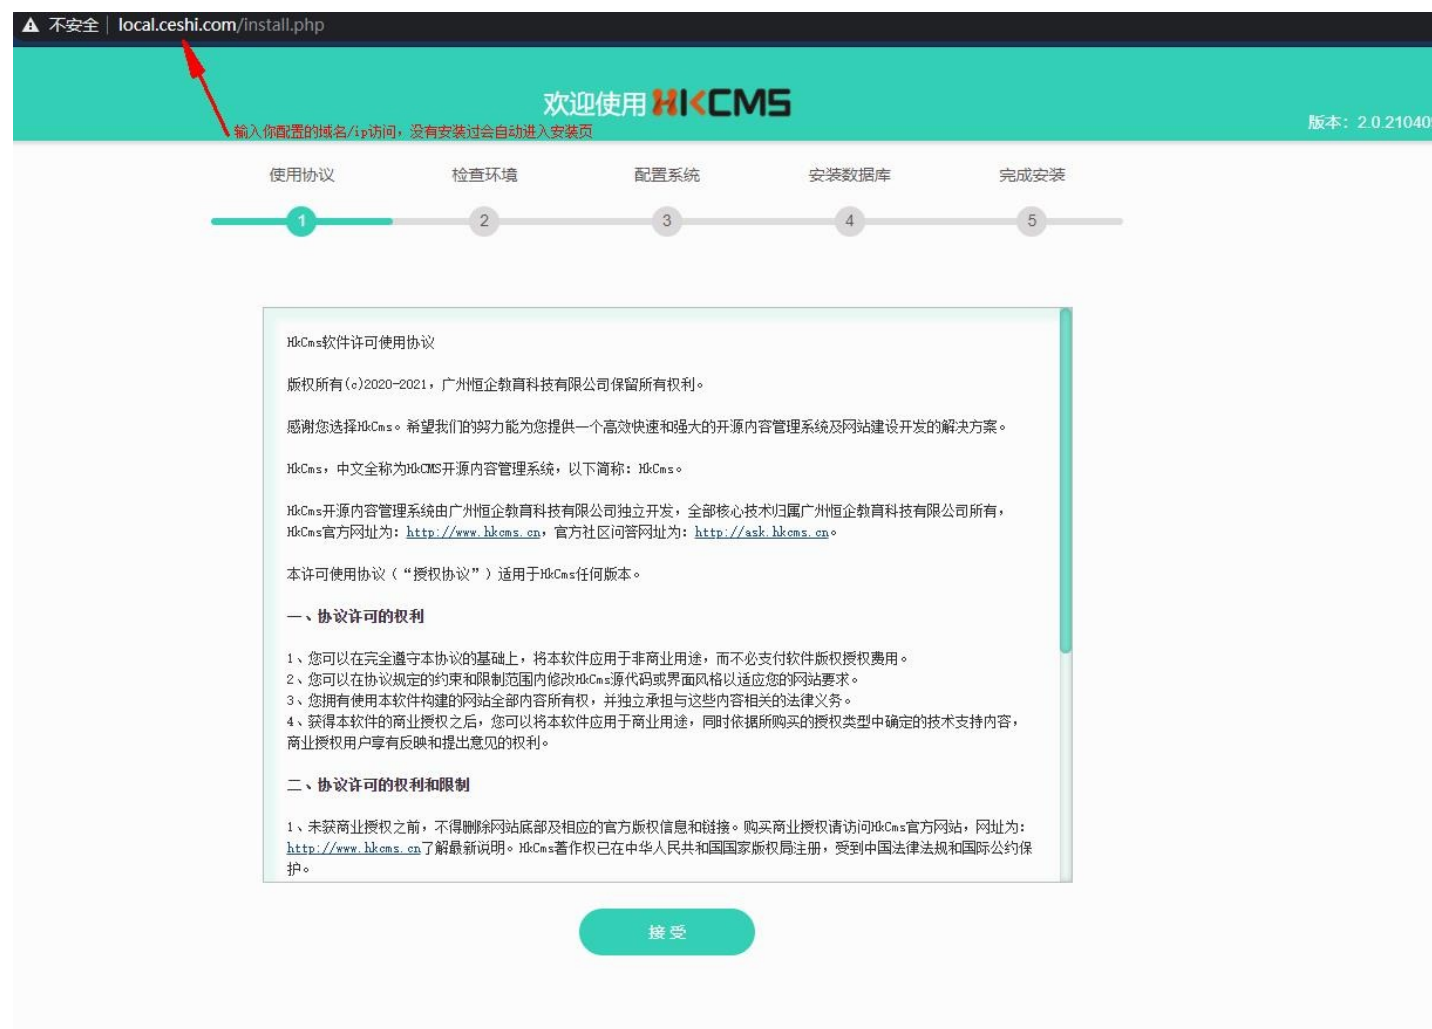 不安全 | local.ceshi.com/install.php
欢迎使用 HKCMS
输入你配置的域名/ip访问，没有安装过会自动进入安装页
版本：2.0.21040
使用协议 检查环境 配置系统 安装数据库 完成安装
1 2 3 4 5
HkCms软件许可使用协议
版权所有(c)2020-2021，广州恒企教育科技有限公司保留所有权利。
感谢您选择HkCms。希望我们的努力能为您提供一个高效快速和强大的开源内容管理系统及网站建设开发的解决方案。
HkCms，中文全称为HkCMS开源内容管理系统，以下简称：HkCms。
HkCms开源内容管理系统由广州恒企教育科技有限公司独立开发，全部核心技术归属广州恒企教育科技有限公司所有，
HkCms官方网址为：http://www.hkcms.cn，官方社区问答网址为：http://ask.hkcms.cn。
本许可使用协议（“授权协议”）适用于HkCms任何版本。
一、协议许可的权利
1、您可以在完全遵守本协议的基础上，将本软件应用于非商业用途，而不必支付软件版权授权费用。
2、您可以在协议规定的约束和限制范围内修改HkCms源代码或界面风格以适应您的网站要求。
3、您拥有使用本软件构建的网站全部内容所有权，并独立承担与这些内容相关的法律义务。
4、获得本软件的商业授权之后，您可以将本软件应用于商业用途，同时依据所购买的授权类型中确定的技术支持内容，
商业授权用户享有反映和提出意见的权利。
二、协议许可的权利和限制
1、未获商业授权之前，不得删除网站底部及相应的官方版权信息和链接。购买商业授权请访问HkCms官方网站，网址为：
http://www.hkcms.cn了解最新说明。HkCms著作权已在中华人民共和国国家版权局注册，受到中国法律法规和国际公约保
护。
接 受